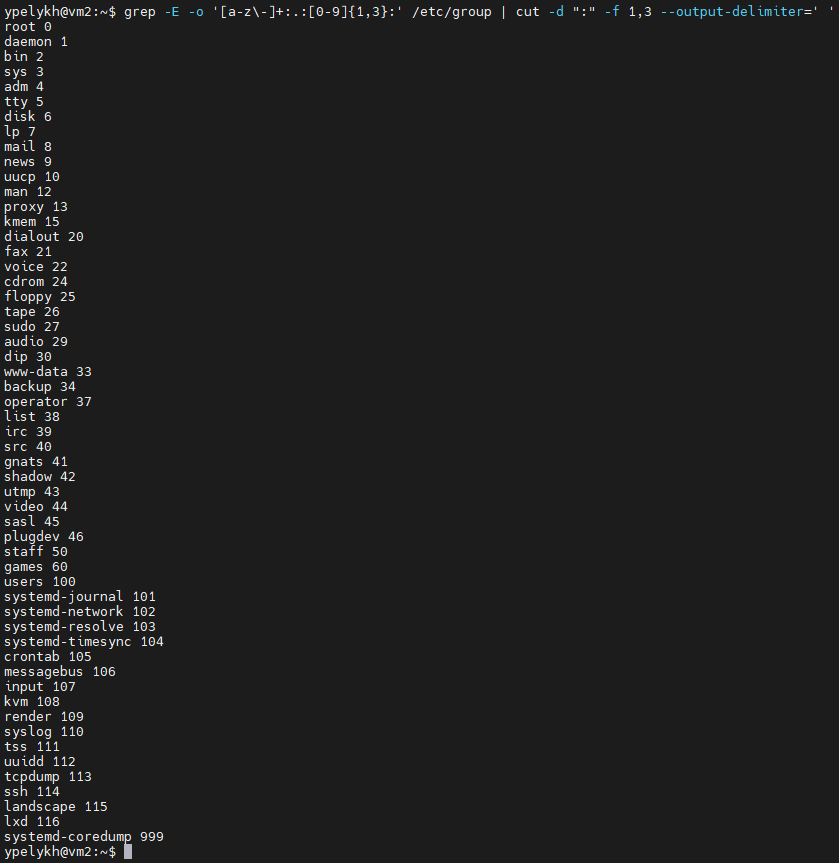 ypelykh@vm2:~$ grep -E -o '[a-z\-]+:.:[0-9]{1,3}:' /etc/group | cut -d ":" -f 1,3 --output-delimiter=' '
root 0
daemon 1
bin 2
sys 3
adm 4
tty 5
disk 6
lp 7
mail 8
news 9
uucp 10
man 12
proxy 13
kmem 15
dialout 20
fax 21
voice 22
cdrom 24
floppy 25
tape 26
sudo 27
audio 29
dip 30
www-data 33
backup 34
operator 37
list 38
irc 39
src 40
gnats 41
shadow 42
utmp 43
video 44
sasl 45
plugdev 46
staff 50
games 60
users 100
systemd-journal 101
systemd-network 102
systemd-resolve 103
systemd-timesync 104
crontab 105
messagebus 106
input 107
kvm 108
render 109
syslog 110
tss 111
uuidd 112
tcpdump 113
ssh 114
landscape 115
lxd 116
systemd-coredump 999
ypelykh@vm2:~$